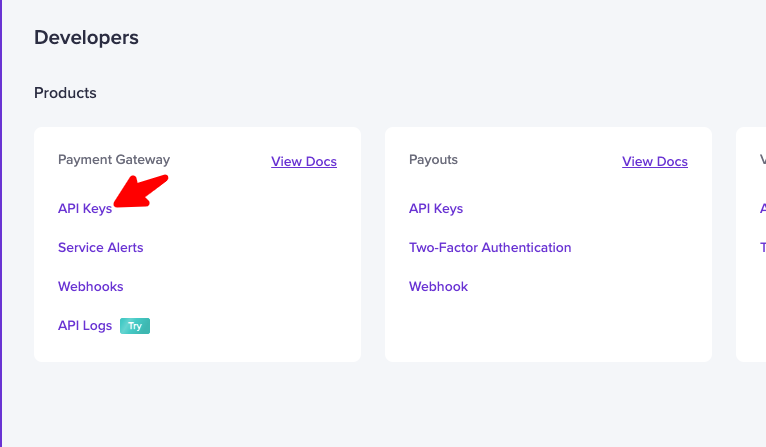 Developers
Products
Payment Gateway
View Docs
API Keys
Service Alerts
Webhooks
API Logs
Try
Payouts
View Docs
API Keys
Two-Factor Authentication
Webhook